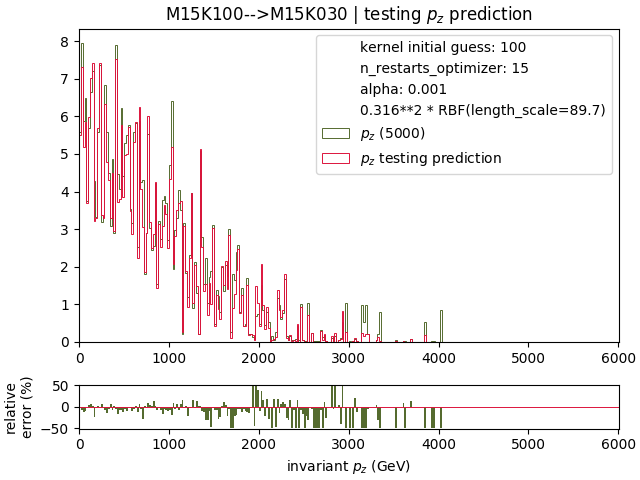 M15K100-->M15K030 | testing p_z prediction
kernel initial guess: 100
n_restarts_optimizer: 15
alpha: 0.001
0.316**2 * RBF(length_scale=89.7)
p_z (5000)
p_z testing prediction
8
7
6
5
4
3
2
1
0
0 1000 2000 3000 4000 5000 6000
relative
error (%)
50
0
−50
0 1000 2000 3000 4000 5000 6000
invariant p_z (GeV)